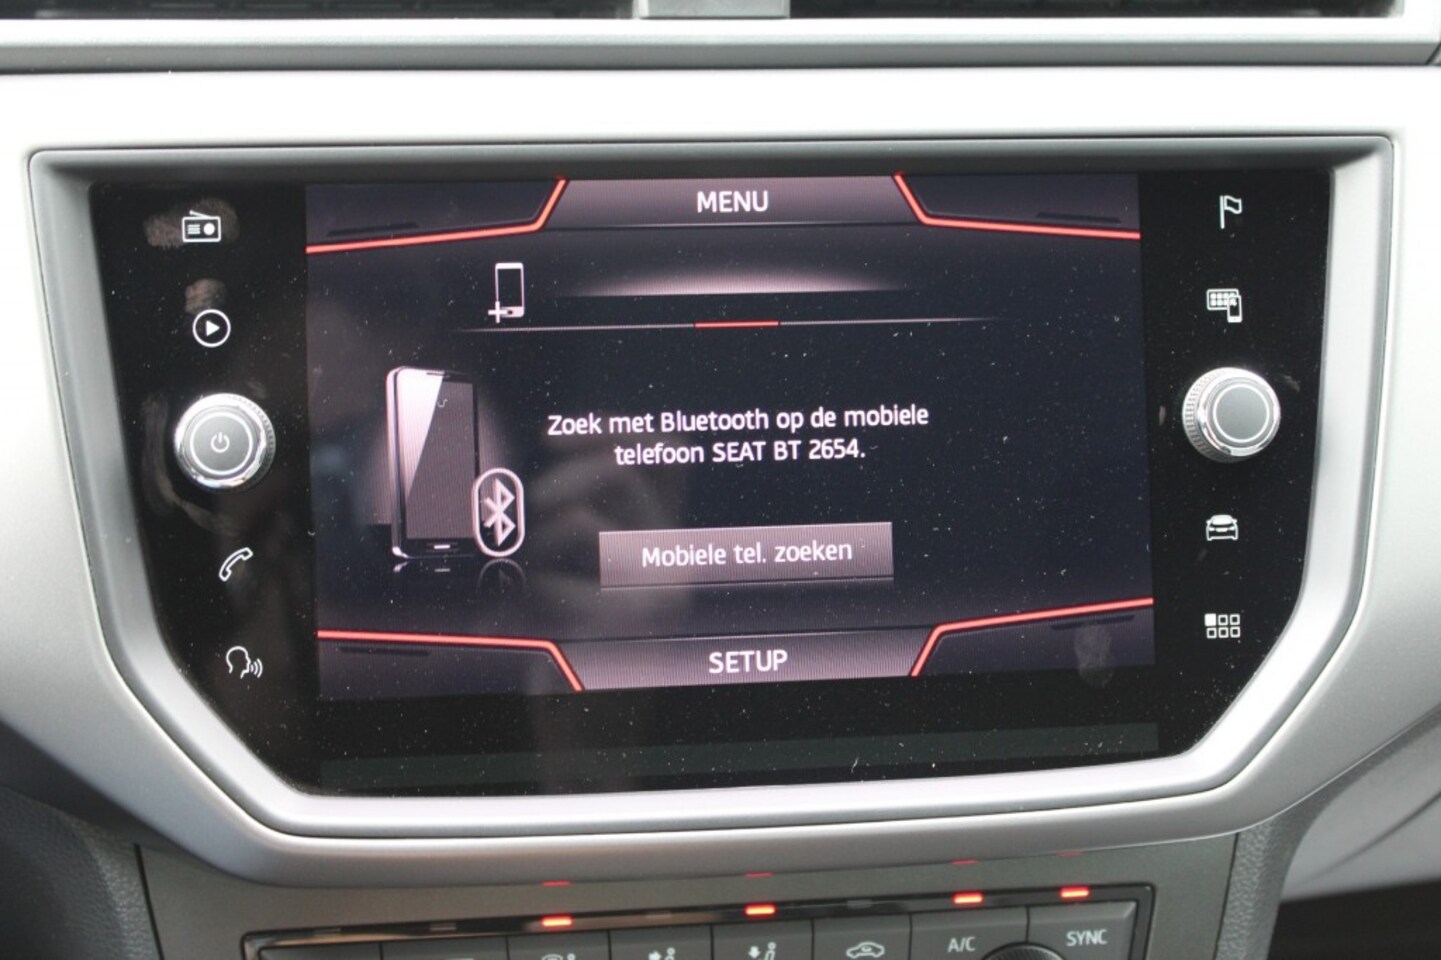 MENU
Zoek met Bluetooth op de mobiele
telefoon SEAT BT 2654.
Mobiele tel. zoeken
SETUP
A/C
SYNC